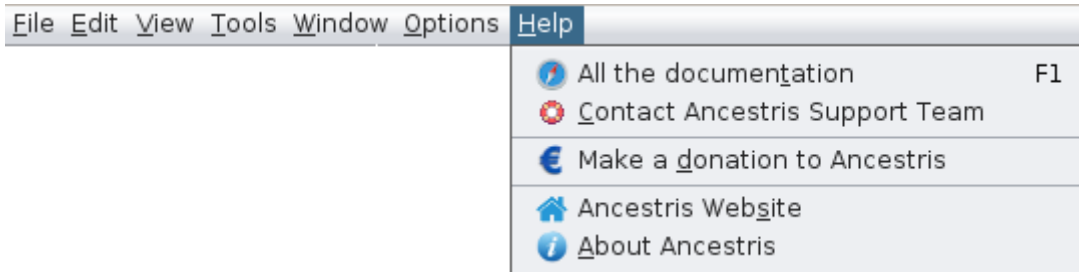 File Edit View Tools Window Options Help
All the documentation F1
Contact Ancestris Support Team
Make a donation to Ancestris
Ancestris Website
About Ancestris